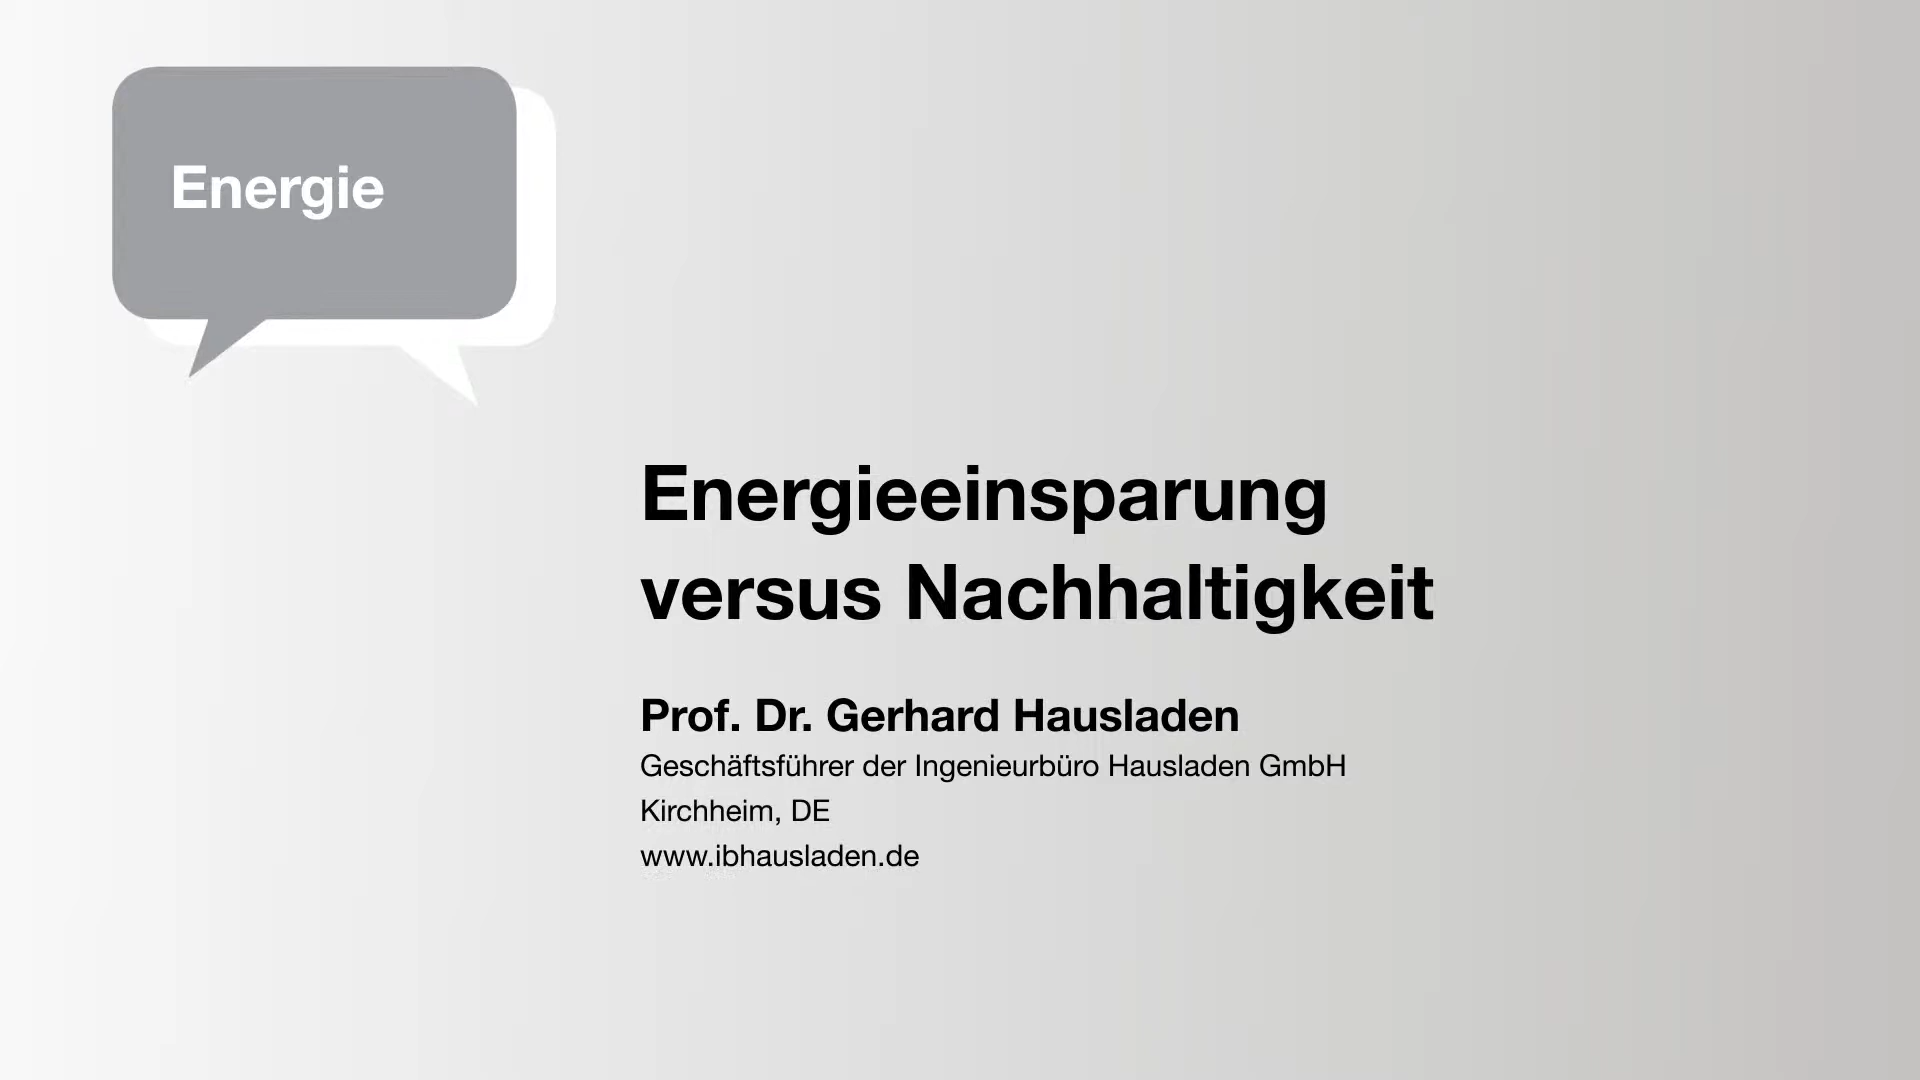 Energie
Energieeinsparung
versus Nachhaltigkeit
Prof. Dr. Gerhard Hausladen
Geschäftsführer der Ingenieurbüro Hausladen GmbH
Kirchheim, DE
www.ibhausladen.de